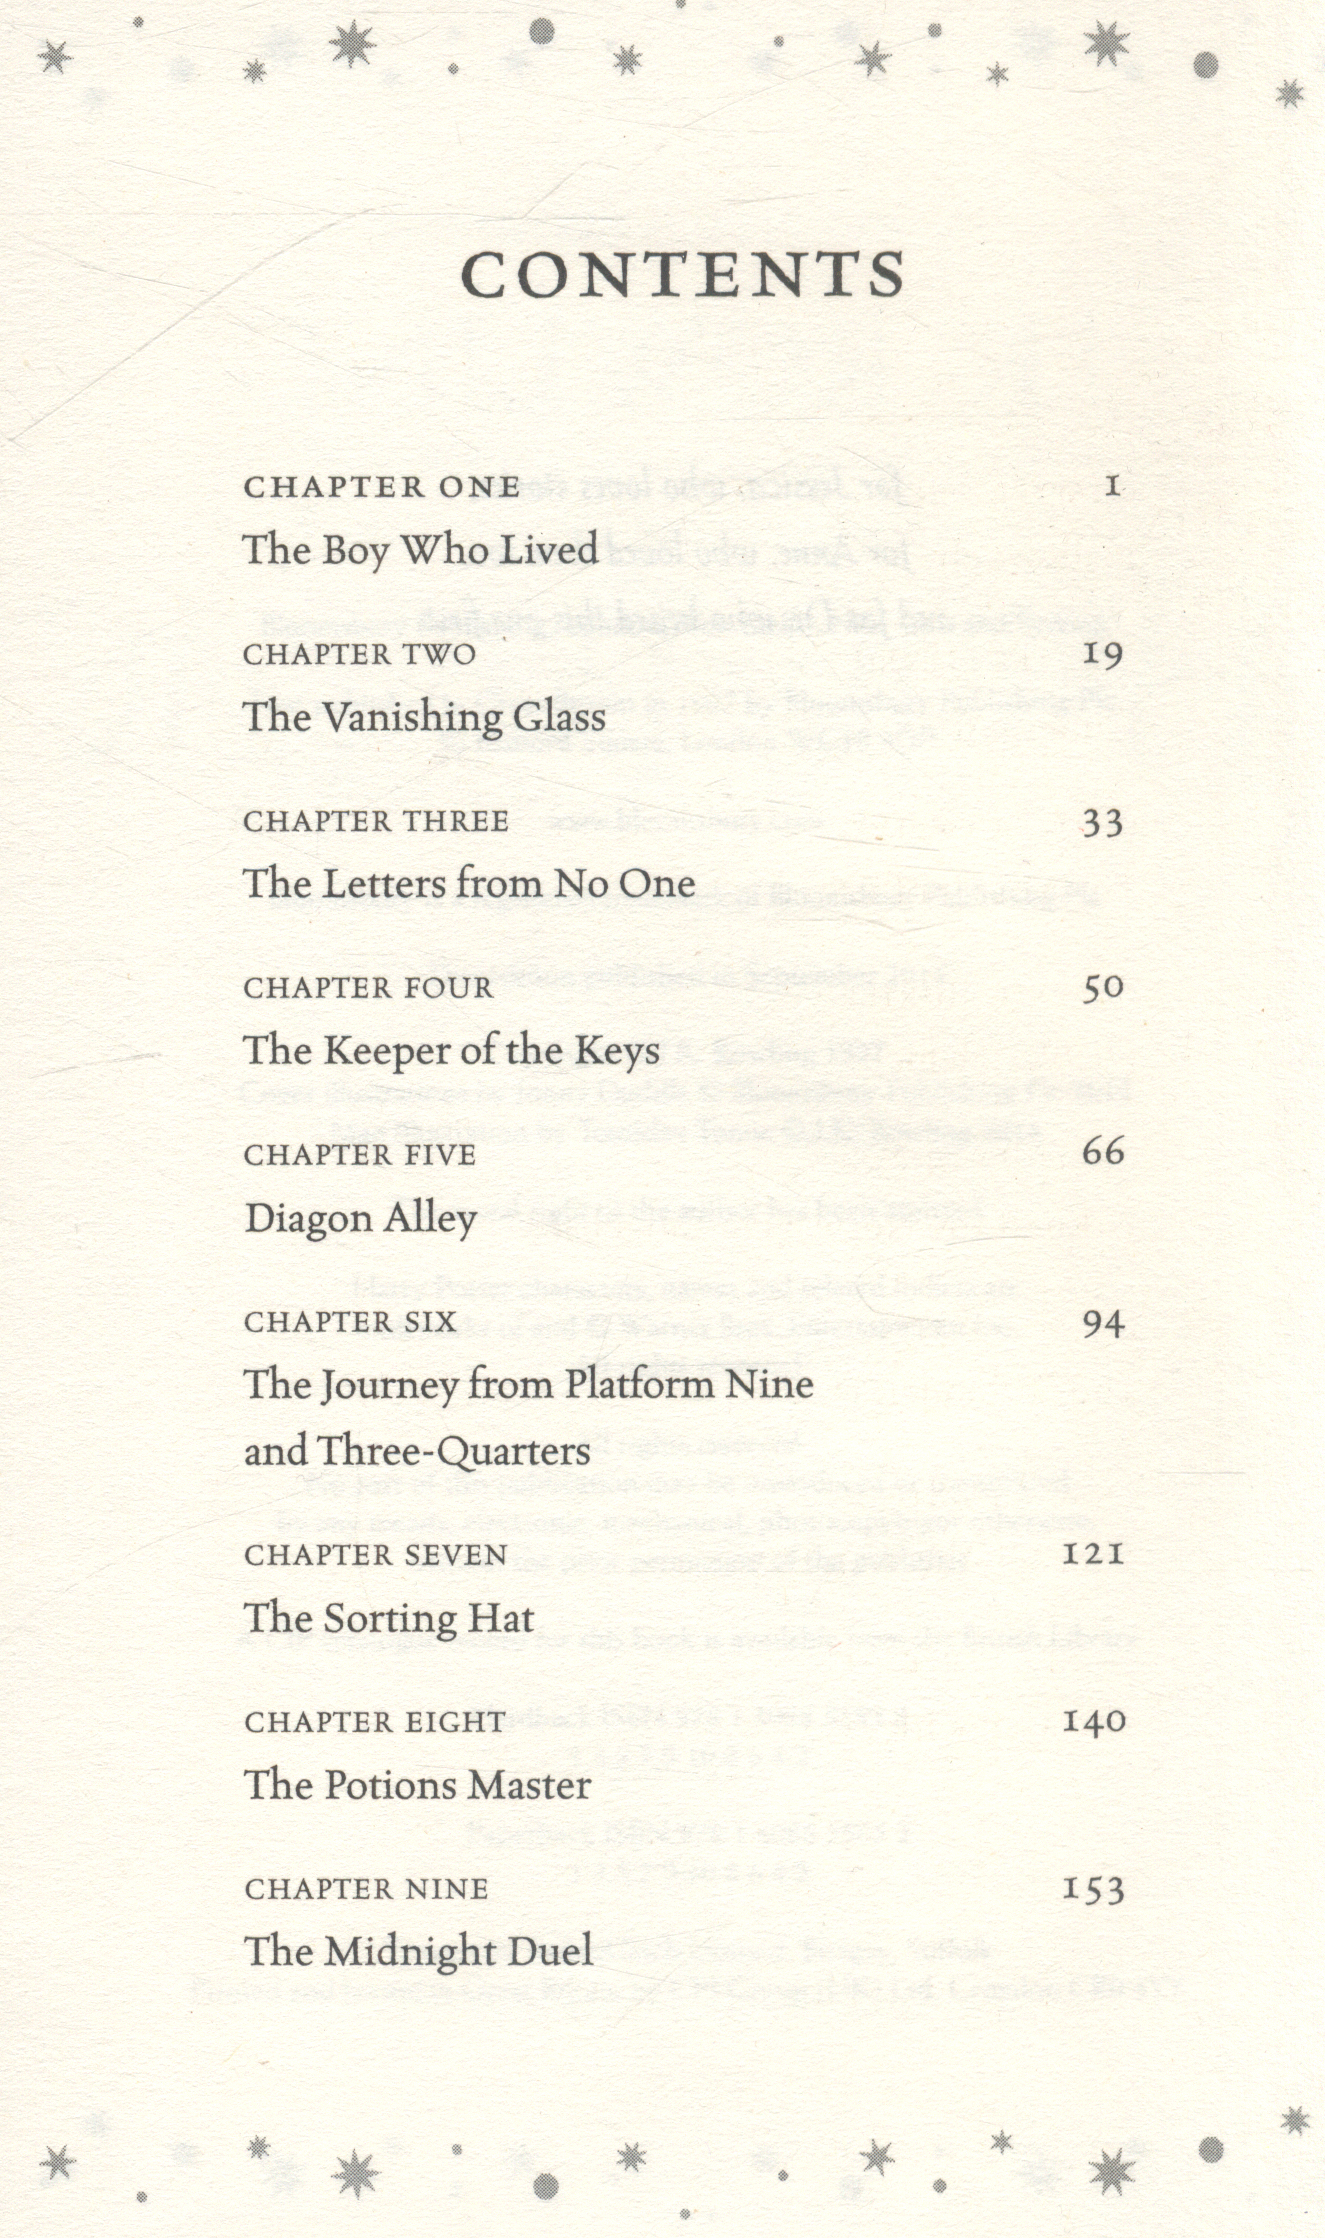 CONTENTS
CHAPTER ONE 1
The Boy Who Lived
CHAPTER TWO 19
The Vanishing Glass
CHAPTER THREE 33
The Letters from No One
CHAPTER FOUR 50
The Keeper of the Keys
CHAPTER FIVE 66
Diagon Alley
CHAPTER SIX 94
The Journey from Platform Nine
and Three-Quarters
CHAPTER SEVEN 121
The Sorting Hat
CHAPTER EIGHT 140
The Potions Master
CHAPTER NINE 153
The Midnight Duel